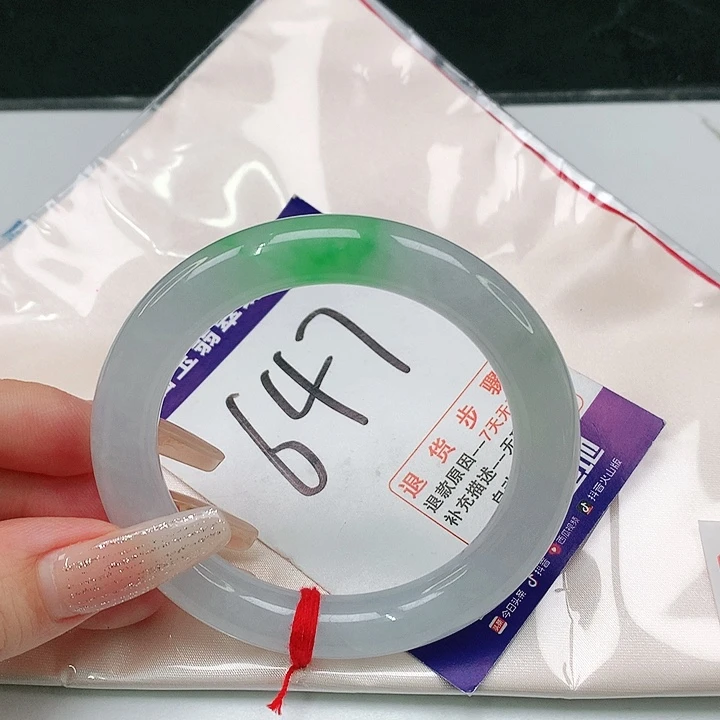 647
退 货 步 骤
退款原因—7天无
补充描述—无
今日头条 抖音 西瓜视频 抖音火山版